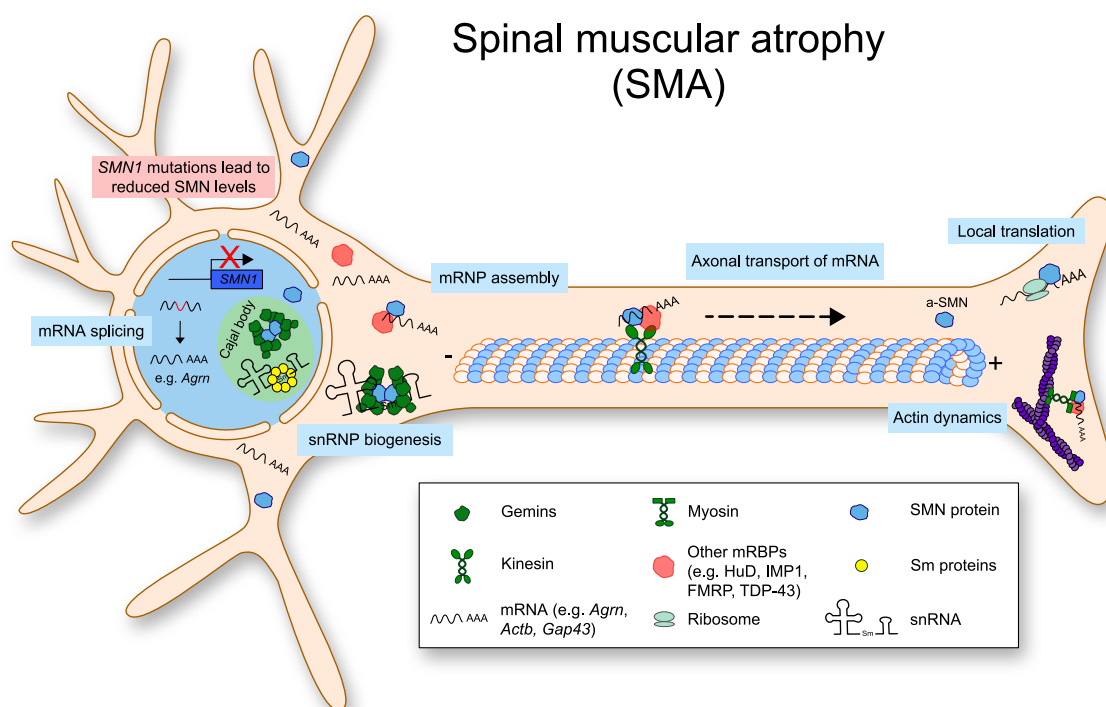 Spinal muscular atrophy
(SMA)
SMN1 mutations lead to
reduced SMN levels
AAA
AAA
SMN1
mRNA splicing
AAA
e.g. Agrn
Cajal body
mRNP assembly
AAA
snRNP biogenesis
AAA
Axonal transport of mRNA
AAA
-
+
a-SMN
Local translation
AAA
Actin dynamics
AAA
Gemins
Myosin
SMN protein
Kinesin
Other mRBPs
(e.g. HuD, IMP1,
FMRP, TDP-43)
Sm proteins
AAA
mRNA (e.g. Agrn,
Actb, Gap43)
Ribosome
Sm
snRNA